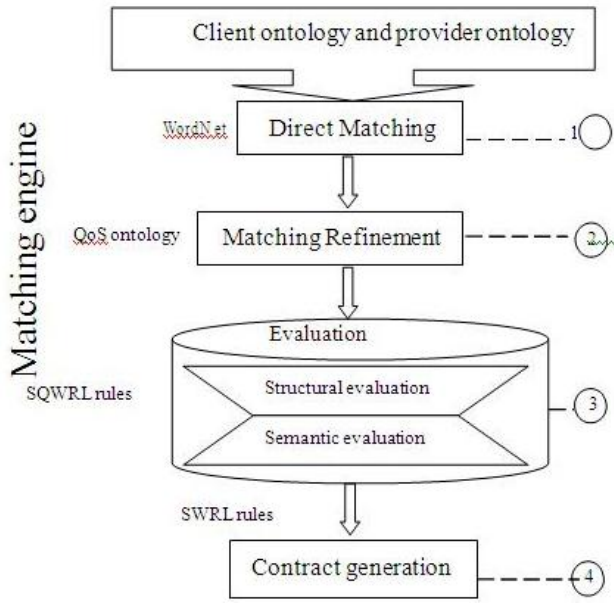 Client ontology and provider ontology
WordNet
Direct Matching
1
Matching engine
QoS ontology
Matching Refinement
2
Evaluation
Structural evaluation
SQWRL rules
3
Semantic evaluation
SWRL rules
Contract generation
4